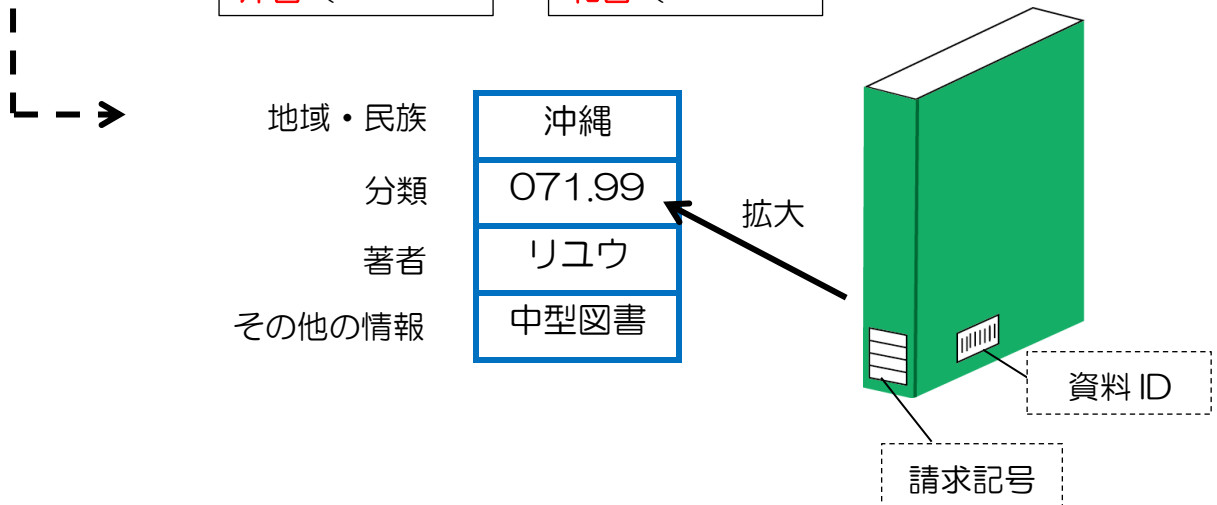 地域・民族
沖縄
分類
071.99
著者
リユウ
その他の情報
中型図書
拡大
資料 ID
請求記号